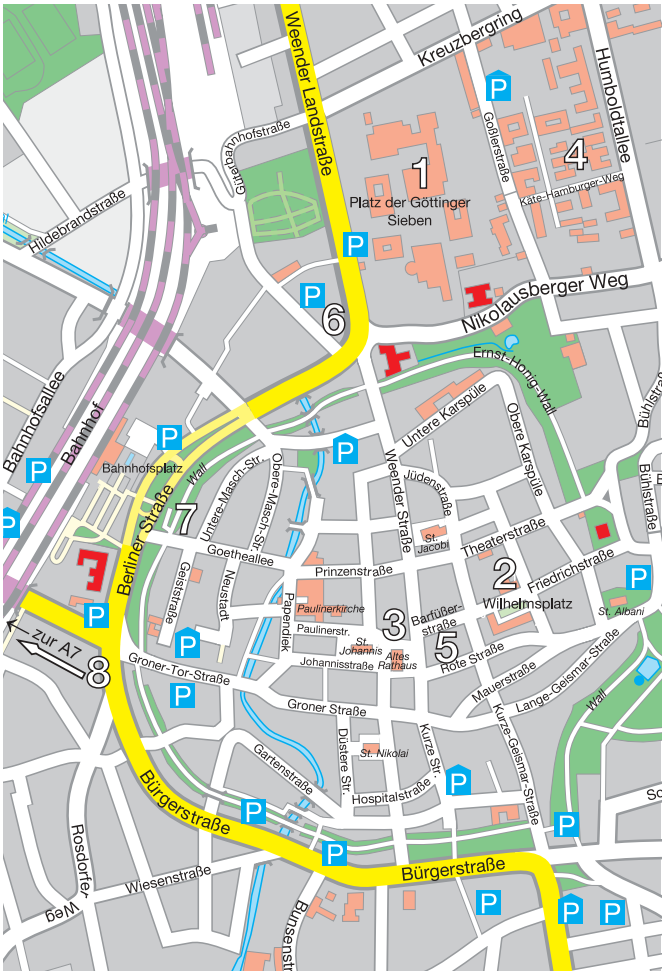 Weender Landstraße
Kreuzbergring
Humboldtallee
P
Goßlerstraße
4
1
Güterbahnhofstraße
Käte-Hamburger-Weg
Platz der Göttinger
Sieben
Hildebrandstraße
P
P
6
Nikolausberger Weg
Ernst-Honig-Wall
Bahnhofsallee
Bahnhof
Untere Karspüle
Obere Karspüle
Bühlstraße
P
P
P
Bahnhofsplatz
Wall
Untere-Masch-Str.
Obere-Masch-Str.
Weender Straße
Jüdenstraße
Bühlstraße
P
7
Berliner Straße
St.
Jacobi
Theaterstraße
Goetheallee
Prinzenstraße
2
Friedrichstraße
P
Geiststraße
Neustadt
Papendiek
Paulinerkirche
Wilhelmsplatz
St. Albani
P
3
Barfüßer-
straße
5
Paulinerstr.
zur A7
P
St.
Johannis
Altes
Rathaus
Johannisstraße
Rote Straße
8
Groner-Tor-Straße
Mauerstraße
Lange-Geismar-Straße
P
Groner Straße
Wall
Kurze-Geismar-Straße
Düstere Str.
St. Nikolai
Kurze Str.
Gartenstraße
P
Hospitalstraße
Bürgerstraße
P
P
P
Rosdorfer Weg
Wiesenstraße
Bürgerstraße
Bunsenstr
P
P
P